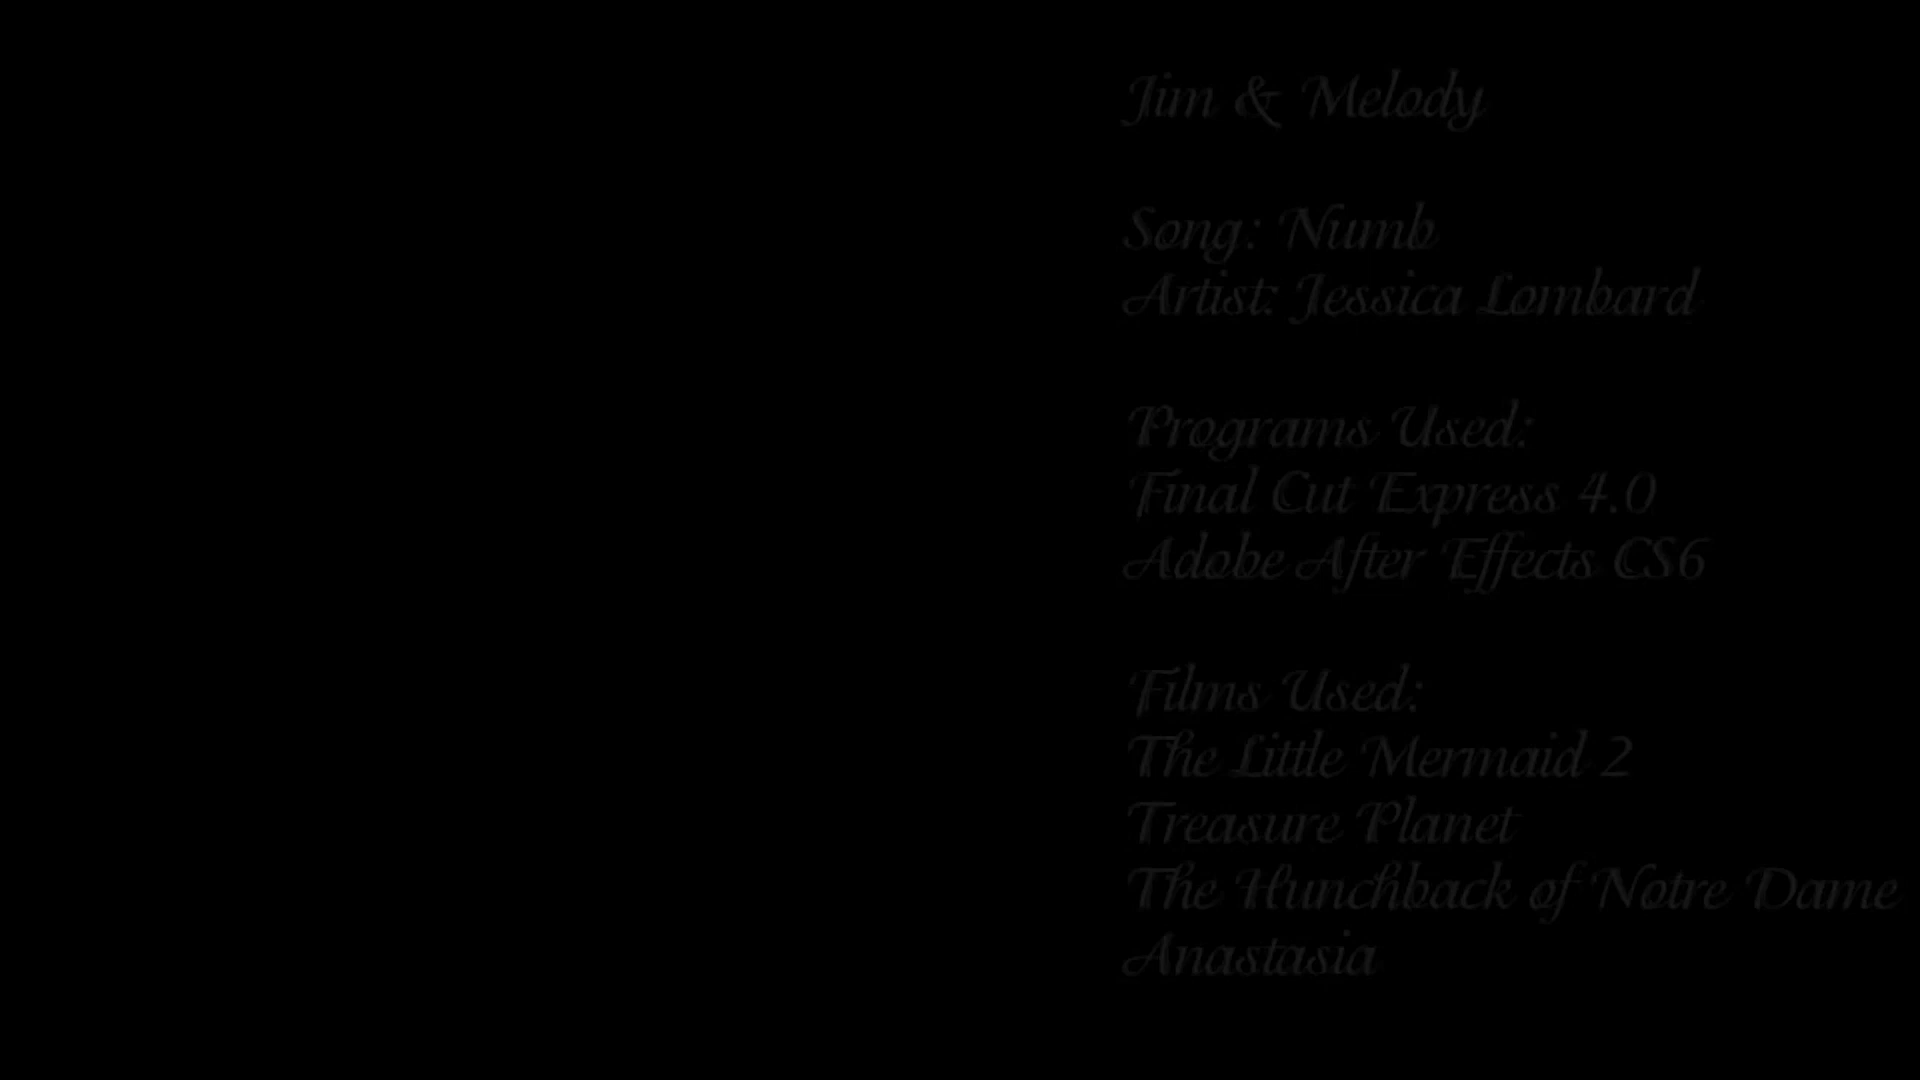 Jim & Melody
Song: Numb
Artist: Jessica Lombard
Programs Used:
Final Cut Express 4.0
Adobe After Effects CS6
Films Used:
The Little Mermaid 2
Treasure Planet
The Hunchback of Notre Dame
Anastasia